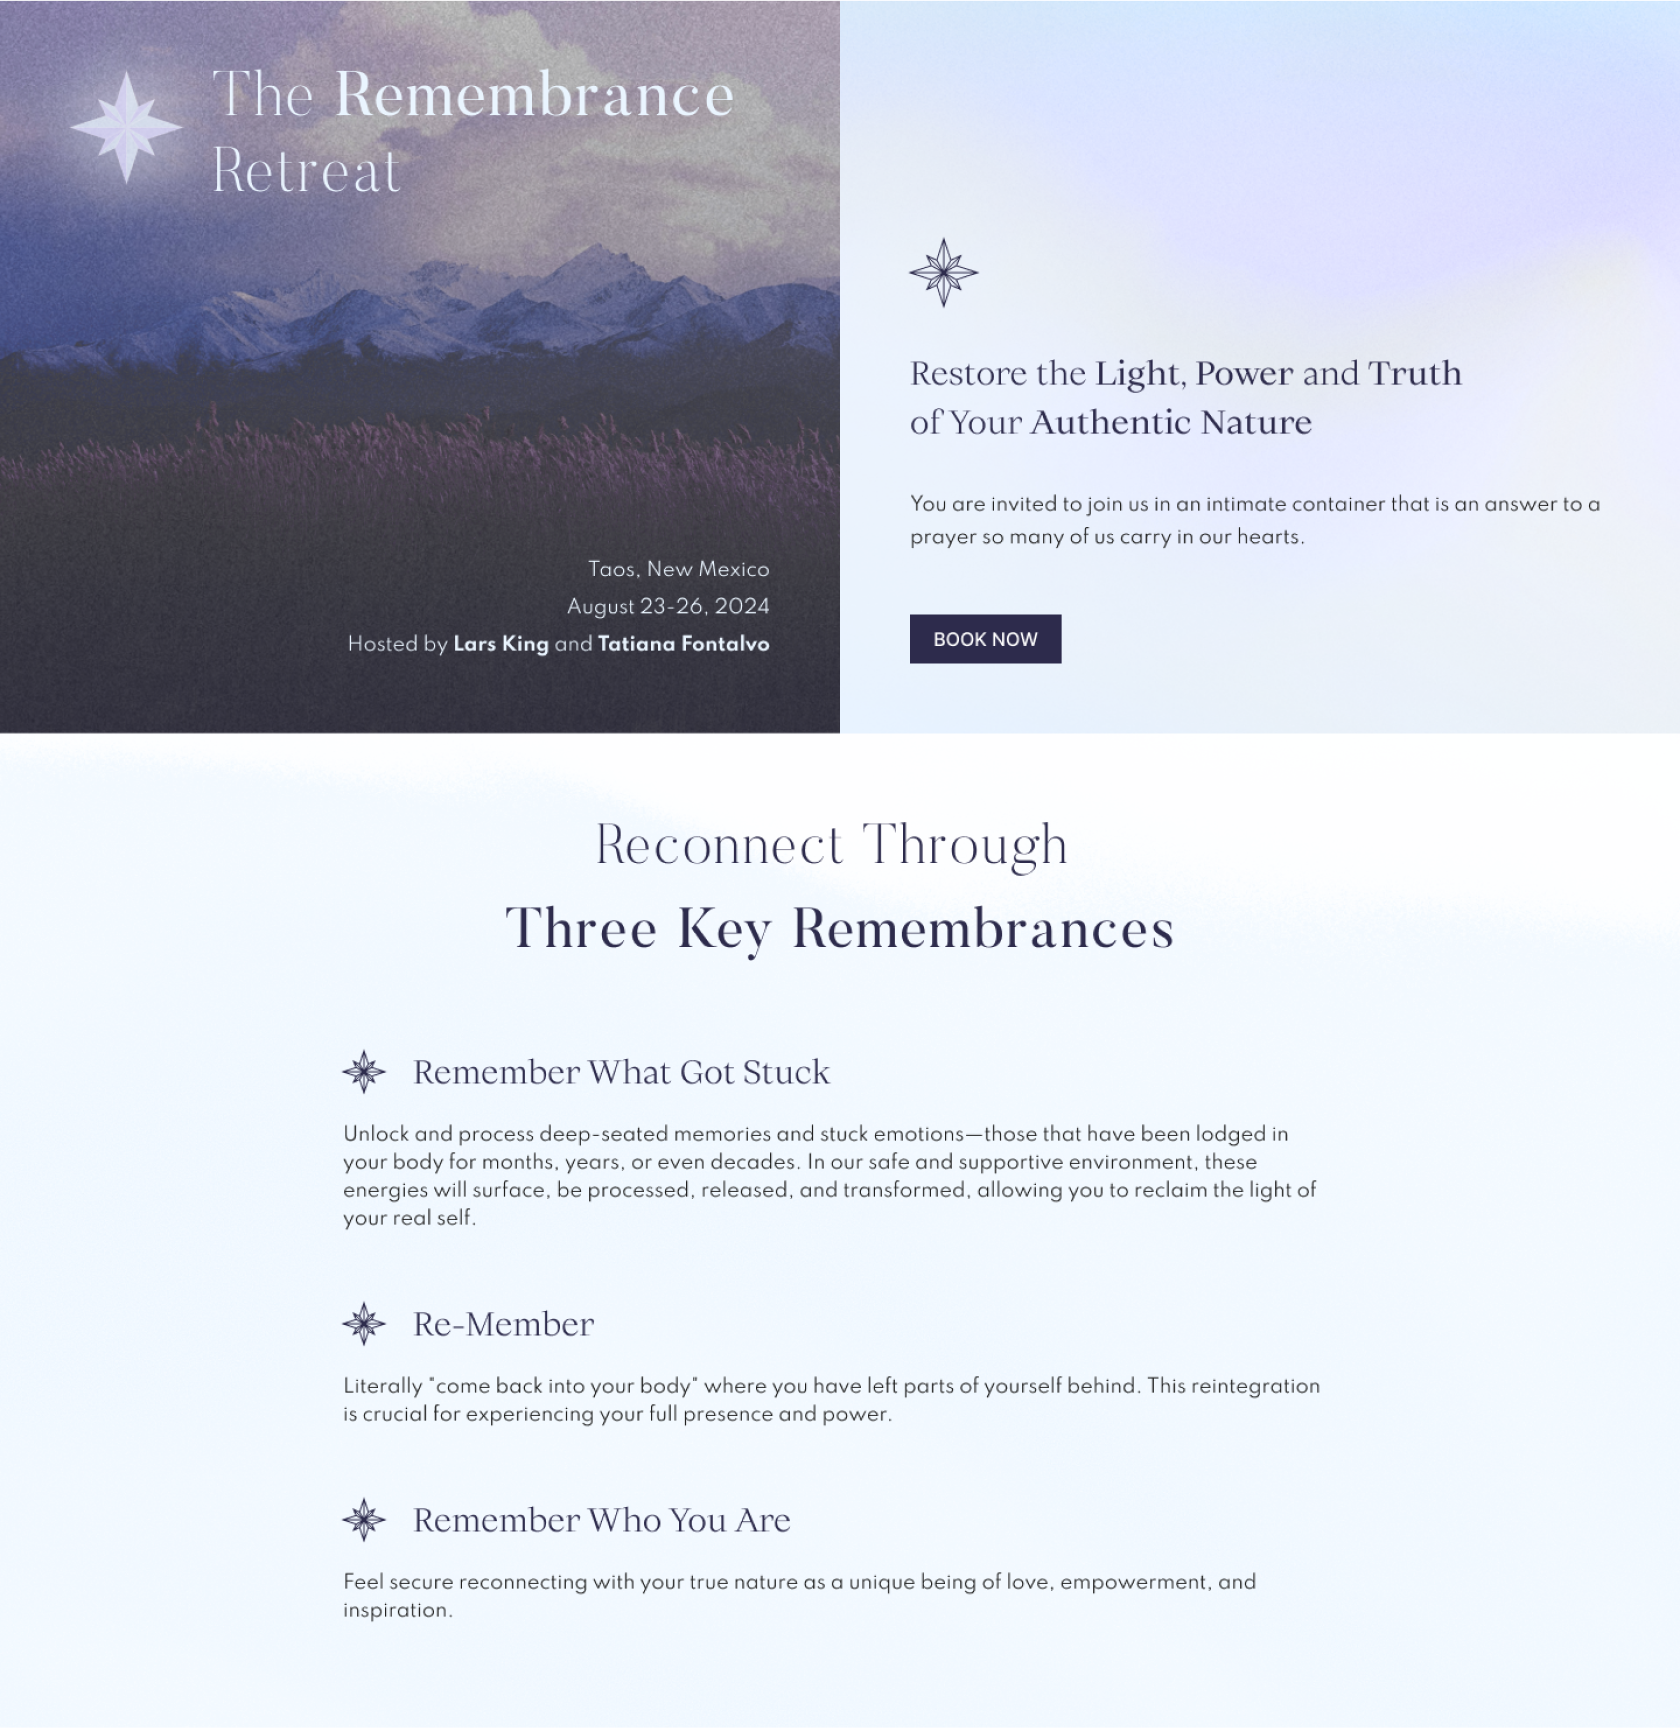 The Remembrance
Retreat
Taos, New Mexico
August 23-26, 2024
Hosted by Lars King and Tatiana Fontalvo
Restore the Light, Power and Truth
of Your Authentic Nature
You are invited to join us in an intimate container that is an answer to a
prayer so many of us carry in our hearts.
BOOK NOW
Reconnect Through
Three Key Remembrances
Remember What Got Stuck
Unlock and process deep-seated memories and stuck emotions—those that have been lodged in
your body for months, years, or even decades. In our safe and supportive environment, these
energies will surface, be processed, released, and transformed, allowing you to reclaim the light of
your real self.
Re-Member
Literally "come back into your body" where you have left parts of yourself behind. This reintegration
is crucial for experiencing your full presence and power.
Remember Who You Are
Feel secure reconnecting with your true nature as a unique being of love, empowerment, and
inspiration.